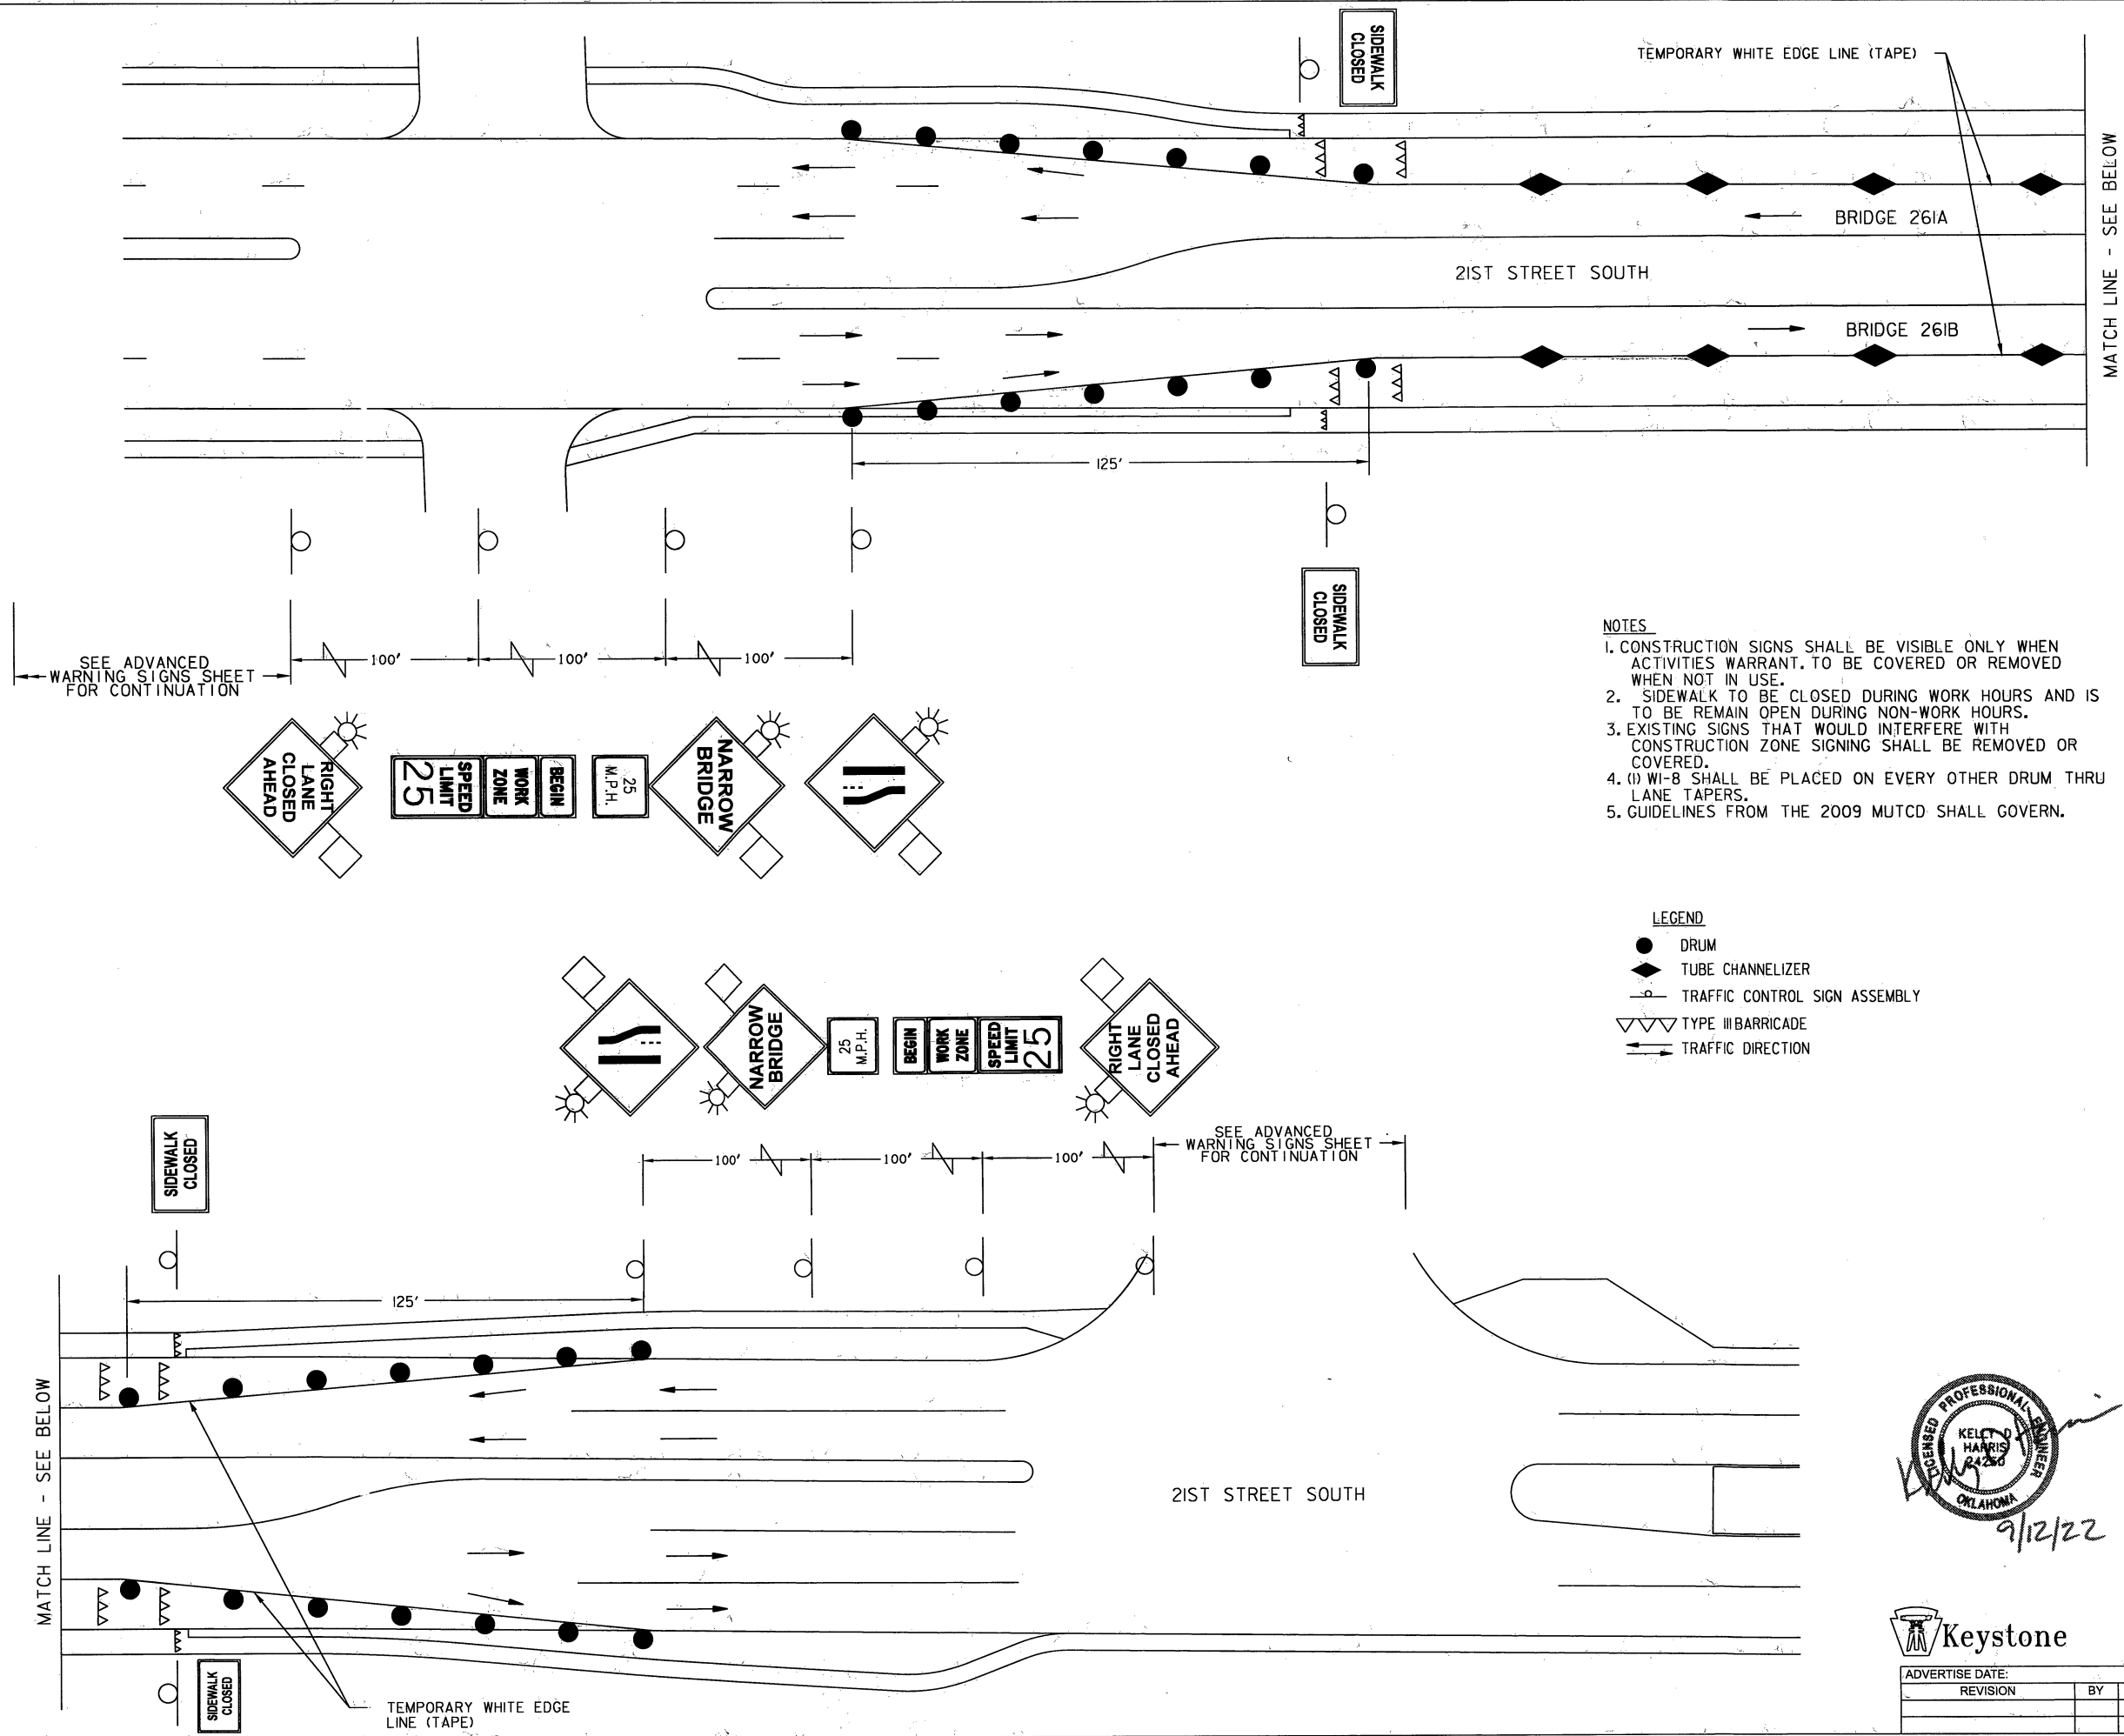 SIDEWALK
CLOSED
TEMPORARY WHITE EDGE LINE (TAPE)
BRIDGE 261A
21ST STREET SOUTH
BRIDGE 261B
MATCH LINE - SEE BELOW
125'
SIDEWALK
CLOSED
SEE ADVANCED
WARNING SIGNS SHEET
FOR CONTINUATION
100'
100'
100'
RIGHT
LANE
CLOSED
AHEAD
BEGIN
WORK
ZONE
SPEED
LIMIT
25
25
M.P.H.
NARROW
BRIDGE
NOTES
1. CONSTRUCTION SIGNS SHALL BE VISIBLE ONLY WHEN
ACTIVITIES WARRANT. TO BE COVERED OR REMOVED
WHEN NOT IN USE.
2. SIDEWALK TO BE CLOSED DURING WORK HOURS AND IS
TO BE REMAIN OPEN DURING NON-WORK HOURS.
3. EXISTING SIGNS THAT WOULD INTERFERE WITH
CONSTRUCTION ZONE SIGNING SHALL BE REMOVED OR
COVERED.
4. (1) W1-8 SHALL BE PLACED ON EVERY OTHER DRUM THRU
LANE TAPERS.
5. GUIDELINES FROM THE 2009 MUTCD SHALL GOVERN.
LEGEND
DRUM
TUBE CHANNELIZER
TRAFFIC CONTROL SIGN ASSEMBLY
TYPE III BARRICADE
TRAFFIC DIRECTION
NARROW
BRIDGE
25
M.P.H.
BEGIN
WORK
ZONE
SPEED
LIMIT
25
RIGHT
LANE
CLOSED
AHEAD
SIDEWALK
CLOSED
100'
100'
100'
SEE ADVANCED
WARNING SIGNS SHEET
FOR CONTINUATION
125'
MATCH LINE - SEE BELOW
21ST STREET SOUTH
SIDEWALK
CLOSED
TEMPORARY WHITE EDGE
LINE (TAPE)
LICENSED PROFESSIONAL ENGINEER
KELLY D
HARRIS
24250
OKLAHOMA
9/12/22
Keystone
ADVERTISE DATE:
REVISION BY